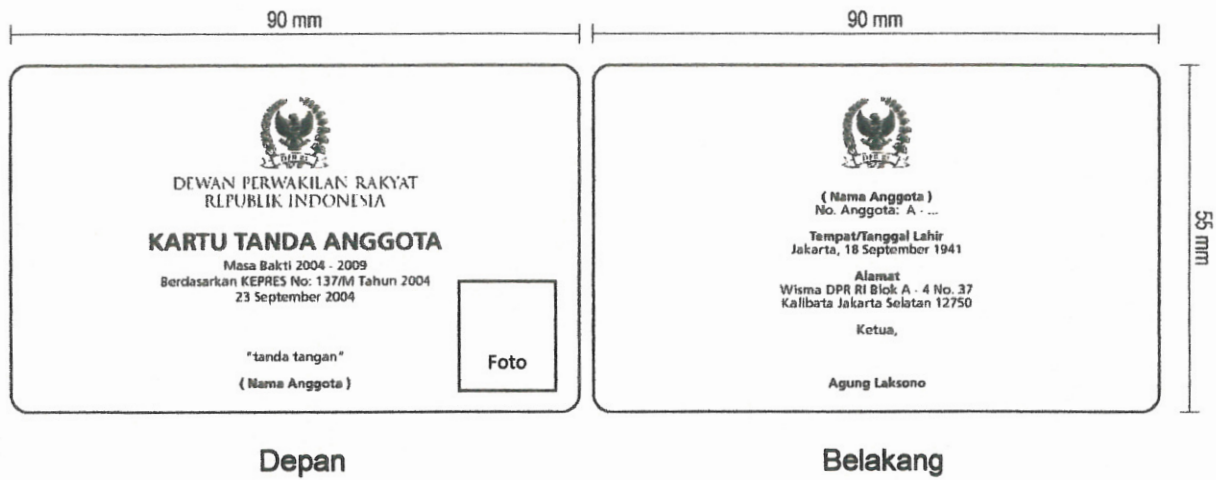 90 mm
90 mm
DPR RI
DEWAN PERWAKILAN RAKYAT
REPUBLIK INDONESIA
KARTU TANDA ANGGOTA
Masa Bakti 2004 - 2009
Berdasarkan KEPRES No: 137/M Tahun 2004
23 September 2004
"tanda tangan"
( Nama Anggota )
Foto
Depan
( Nama Anggota )
No. Anggota: A - ...
Tempat/Tanggal Lahir
Jakarta, 18 September 1941
Alamat
Wisma DPR RI Blok A - 4 No. 37
Kalibata Jakarta Selatan 12750
Ketua,
Agung Laksono
55 mm
Belakang